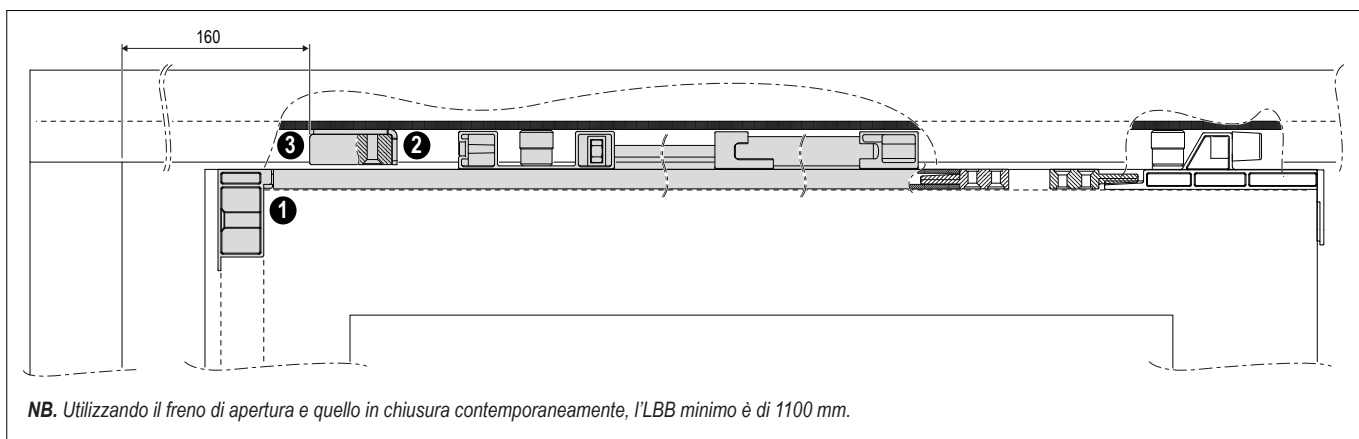 160
3
2
1
NB. Utilizzando il freno di apertura e quello in chiusura contemporaneamente, l'LBB minimo è di 1100 mm.